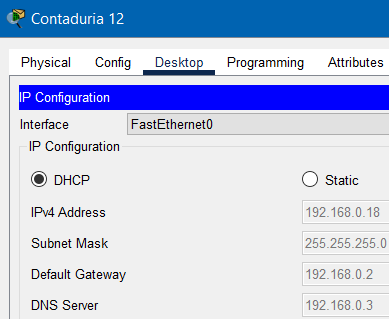 Contaduria 12
Physical Config Desktop Programming Attributes
IP Configuration
Interface FastEthernet0
IP Configuration
DHCP Static
IPv4 Address 192.168.0.18
Subnet Mask 255.255.255.0
Default Gateway 192.168.0.2
DNS Server 192.168.0.3